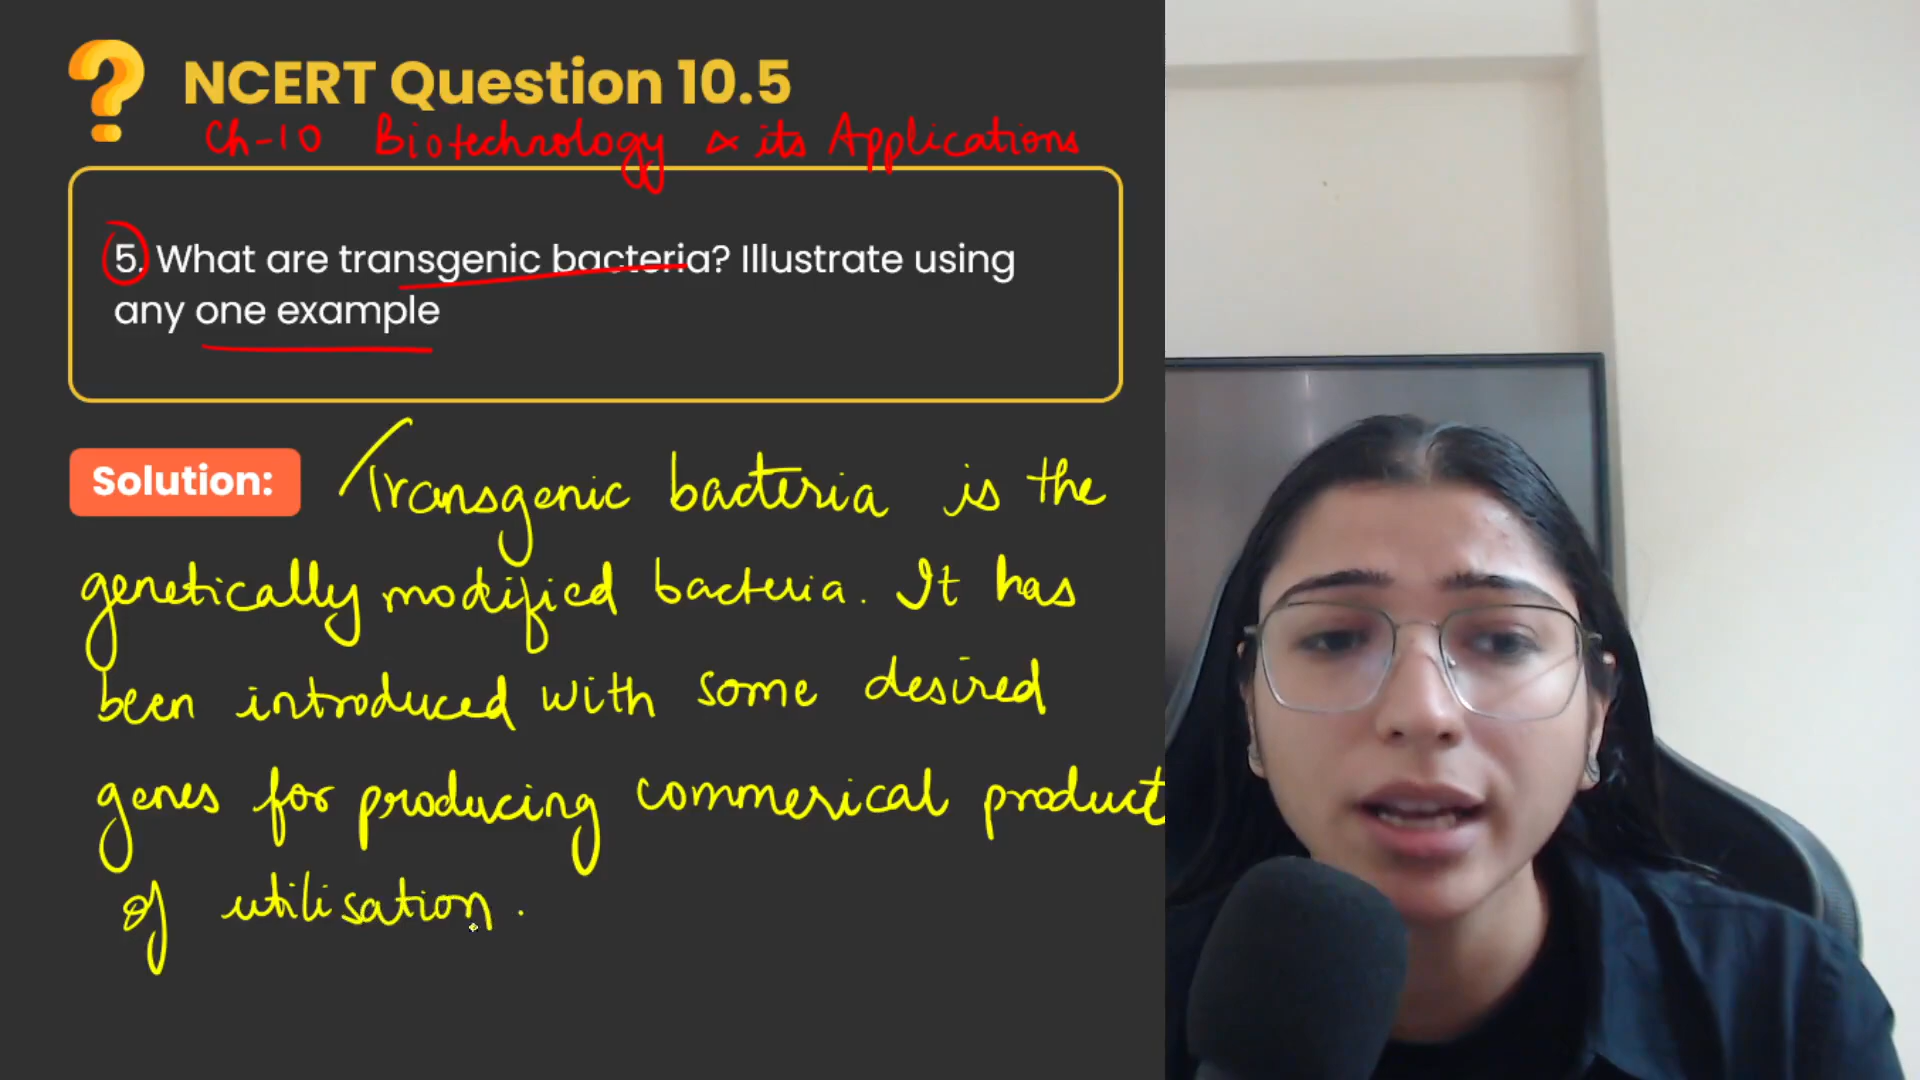 NCERT Question 10.5
Ch-10 Biotechnology & its Applications
5. What are transgenic bacteria? Illustrate using
any one example
Solution: Transgenic bacteria is the
genetically modified bacteria. It has
been introduced with some desired
genes for producing commerical product
of utilisation.